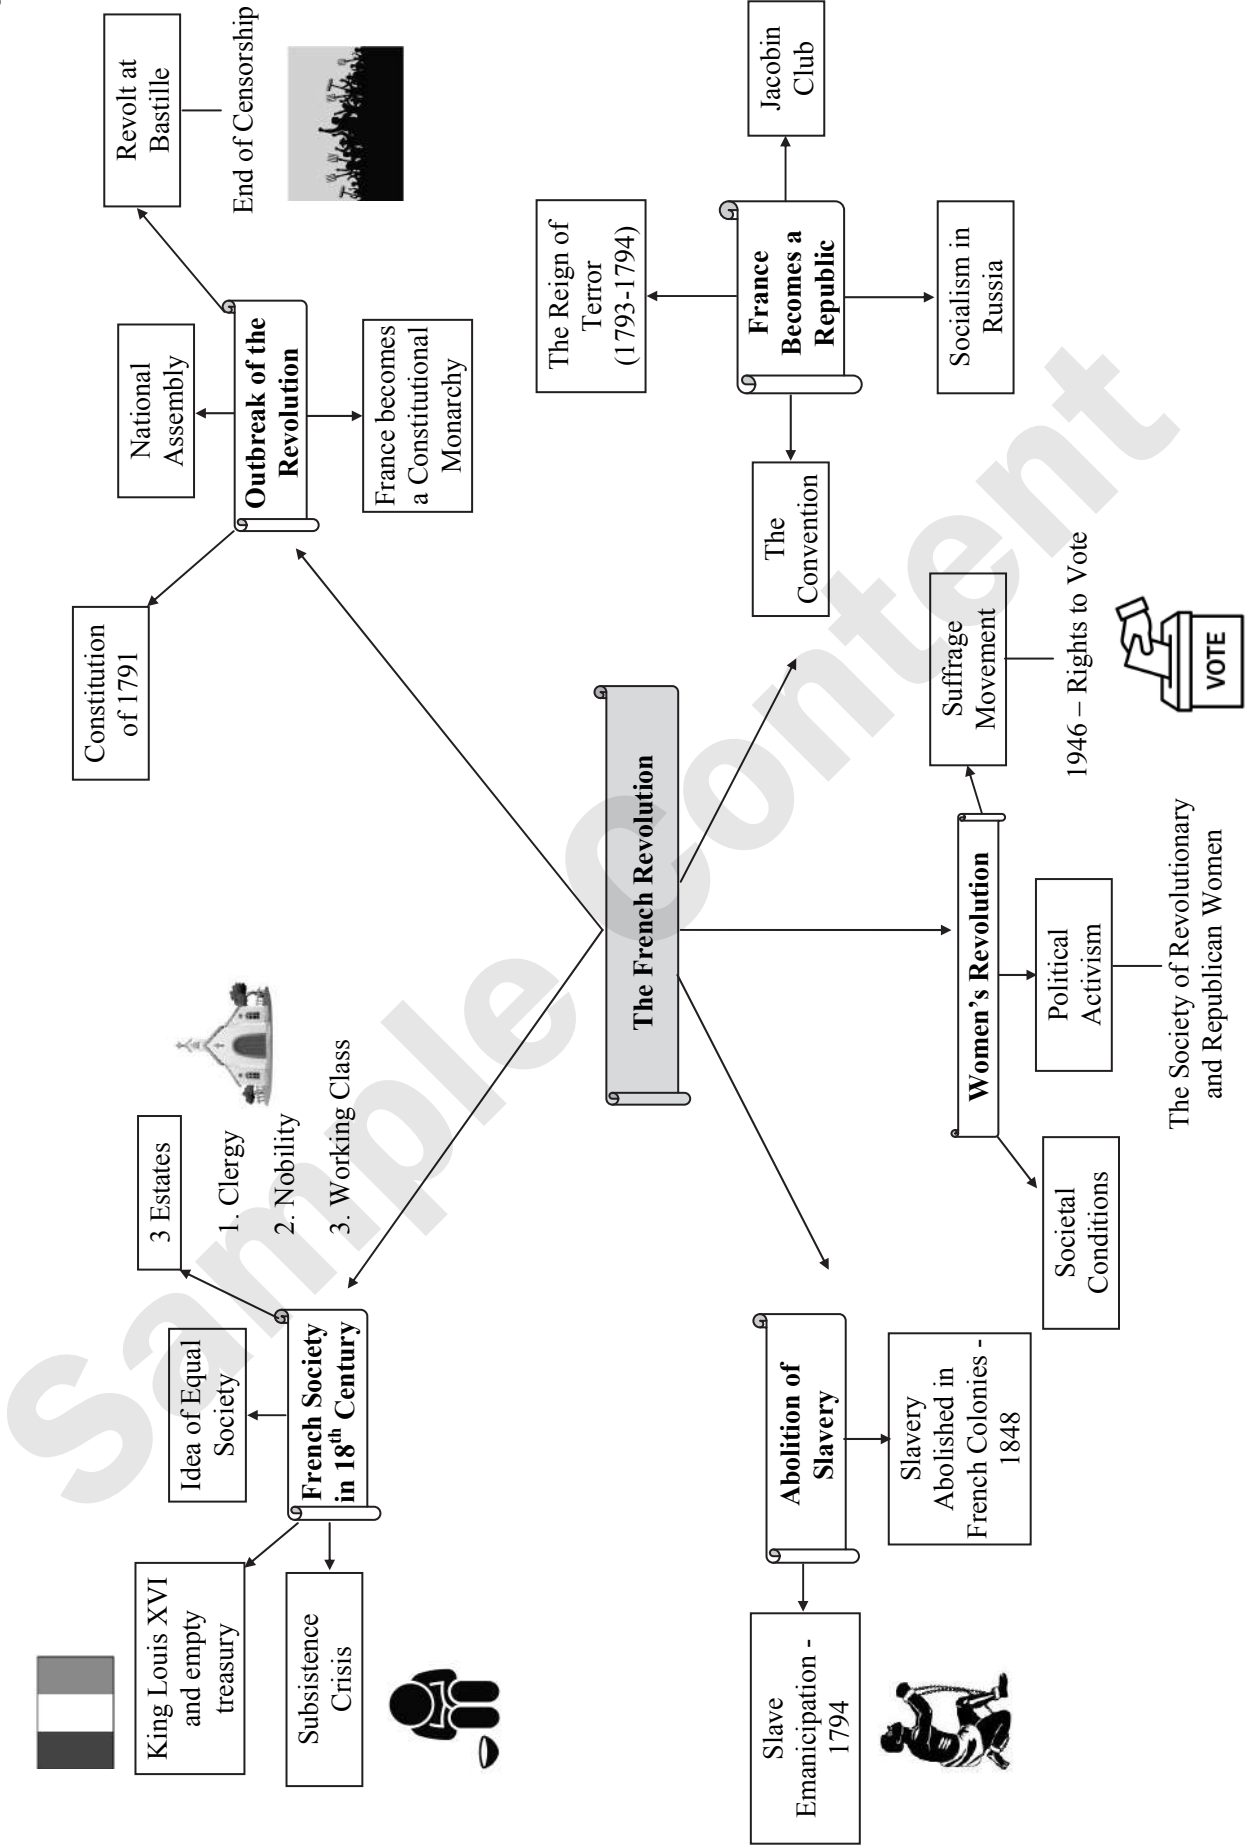 King Louis XVI
and empty
treasury
Subsistence
Crisis
Idea of Equal
Society
3 Estates
1. Clergy
2. Nobility
3. Working Class
French Society
in 18th Century
Constitution
of 1791
National
Assembly
Revolt at
Bastille
End of Censorship
Outbreak of the
Revolution
France becomes
a Constitutional
Monarchy
The French Revolution
The Reign of
Terror
(1793-1794)
The
Convention
France
Becomes a
Republic
Jacobin
Club
Socialism in
Russia
Slave
Emanicipation -
1794
Abolition of
Slavery
Slavery
Abolished in
French Colonies -
1848
Societal
Conditions
Women's Revolution
Political
Activism
The Society of Revolutionary
and Republican Women
Suffrage
Movement
1946 – Rights to Vote
VOTE
Sample Content